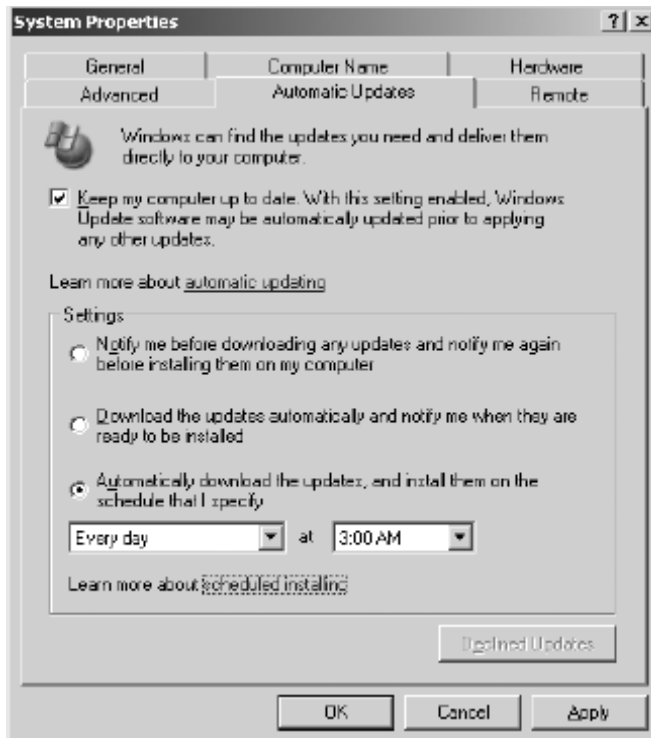 System Properties
General Computer Name Hardware
Advanced Automatic Updates Remote
Windows can find the updates you need and deliver them
directly to your computer.
Keep my computer up to date. With this setting enabled, Windows
Update software may be automatically updated prior to applying
any other updates.
Learn more about automatic updating
Settings
Notify me before downloading any updates and notify me again
before installing them on my computer
Download the updates automatically and notify me when they are
ready to be installed
Automatically download the updates, and install them on the
schedule that I specify
Every day at 3:00 AM
Learn more about scheduled installing
Declined Updates
OK Cancel Apply